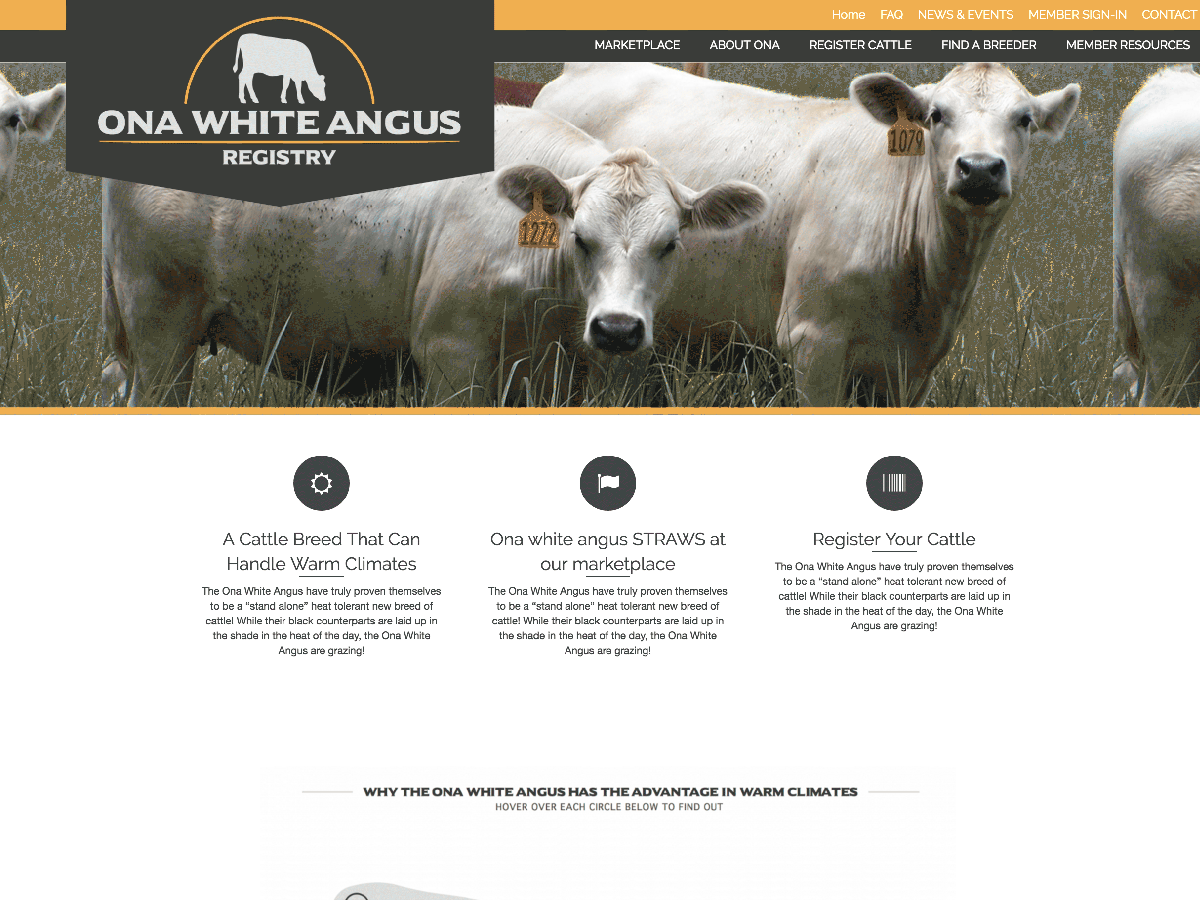 Home FAQ NEWS & EVENTS MEMBER SIGN-IN CONTACT
MARKETPLACE ABOUT ONA REGISTER CATTLE FIND A BREEDER MEMBER RESOURCES
ONA WHITE ANGUS
REGISTRY
1079
1272
A Cattle Breed That Can
Handle Warm Climates
The Ona White Angus have truly proven themselves
to be a “stand alone” heat tolerant new breed of
cattle! While their black counterparts are laid up in
the shade in the heat of the day, the Ona White
Angus are grazing!
Ona white angus STRAWS at
our marketplace
The Ona White Angus have truly proven themselves
to be a “stand alone” heat tolerant new breed of
cattle! While their black counterparts are laid up in
the shade in the heat of the day, the Ona White
Angus are grazing!
Register Your Cattle
The Ona White Angus have truly proven themselves
to be a “stand alone” heat tolerant new breed of
cattle! While their black counterparts are laid up in
the shade in the heat of the day, the Ona White
Angus are grazing!
WHY THE ONA WHITE ANGUS HAS THE ADVANTAGE IN WARM CLIMATES
HOVER OVER EACH CIRCLE BELOW TO FIND OUT